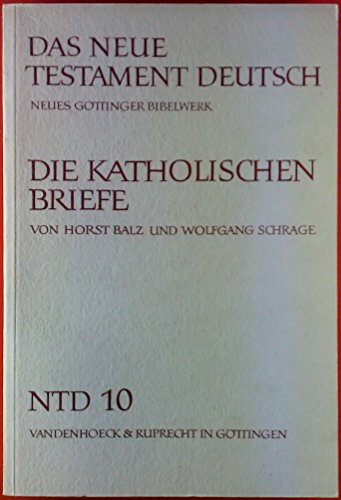 DAS NEUE
TESTAMENT DEUTSCH
NEUES GÖTTINGER BIBELWERK
DIE KATHOLISCHEN
BRIEFE
VON HORST BALZ UND WOLFGANG SCHRAGE
NTD 10
VANDENHOECK & RUPRECHT IN GÖTTINGEN